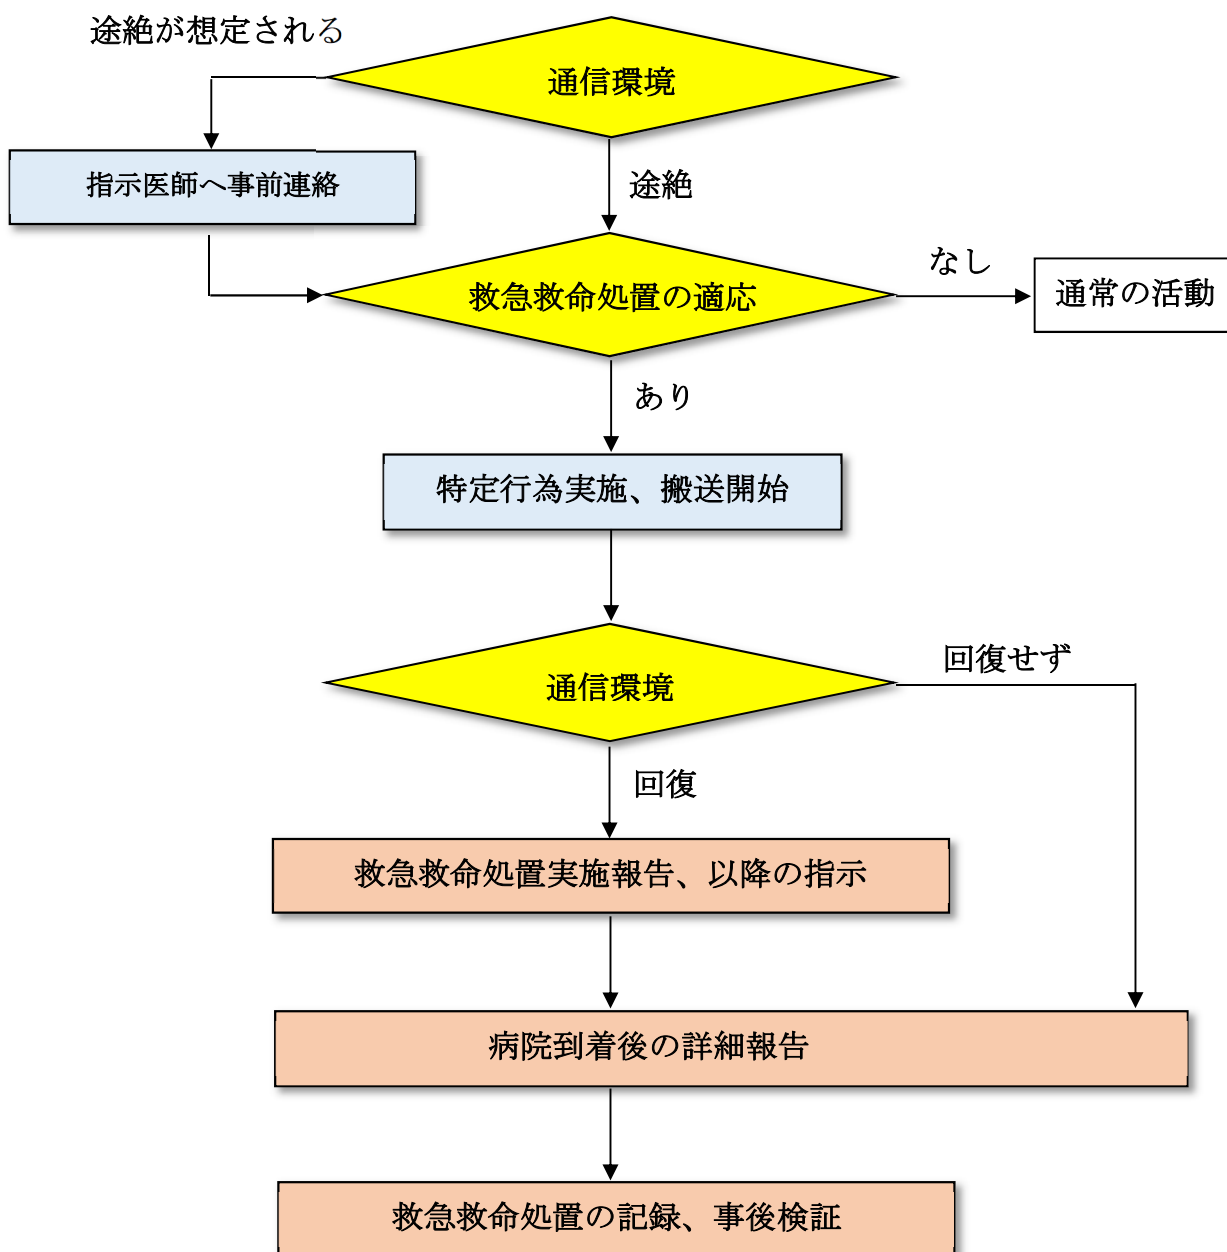 途絶が想定される
通信環境
指示医師へ事前連絡
途絶
救急救命処置の適応
なし
通常の活動
あり
特定行為実施、搬送開始
通信環境
回復せず
回復
救急救命処置実施報告、以降の指示
病院到着後の詳細報告
救急救命処置の記録、事後検証